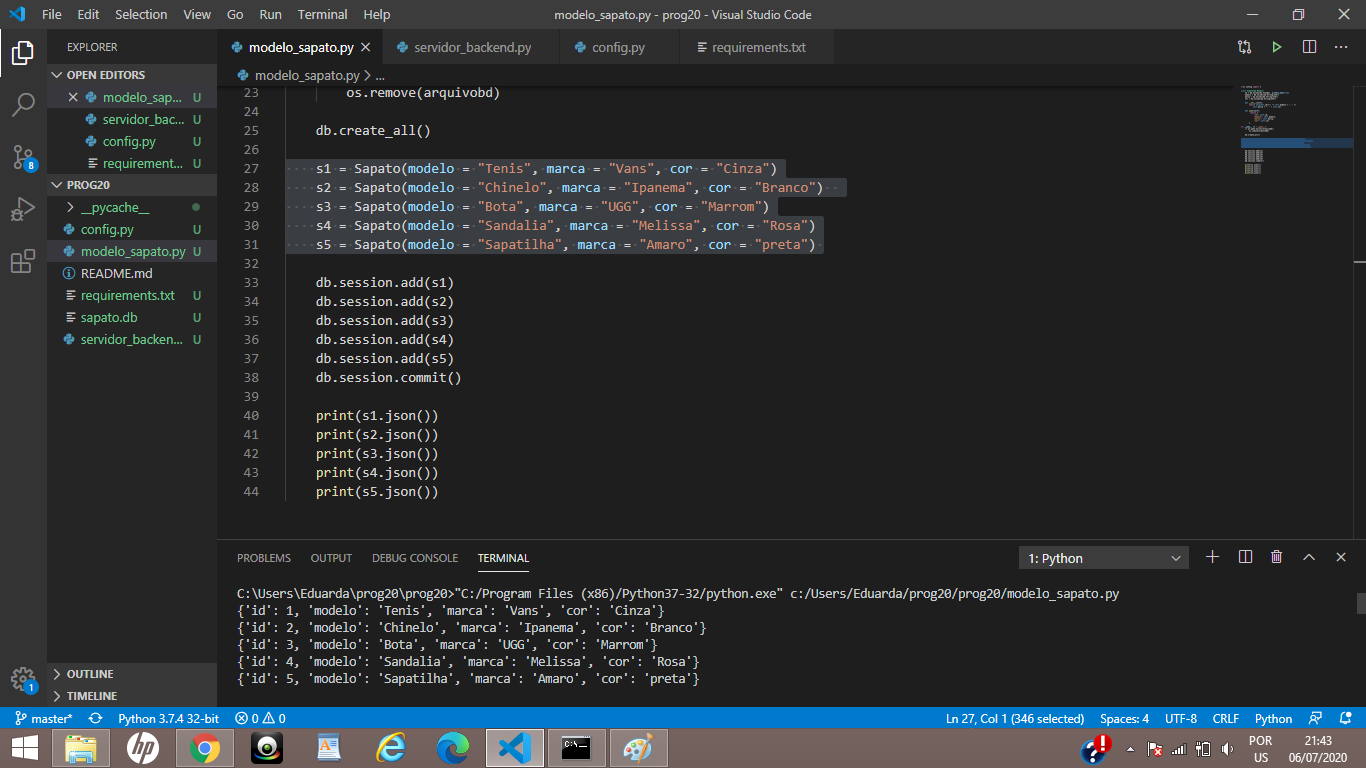 File Edit Selection View Go Run Terminal Help modelo_sapato.py - prog20 - Visual Studio Code
EXPLORER
OPEN EDITORS
modelo_sap... U
servidor_bac... U
config.py U
requirement... U
PROG20
__pycache__
config.py U
modelo_sapato.py U
README.md
requirements.txt U
sapato.db U
servidor_backen... U
OUTLINE
TIMELINE
8
1
modelo_sapato.py servidor_backend.py config.py requirements.txt
modelo_sapato.py > ...
23 os.remove(arquivobd)
24
25 db.create_all()
26
27 s1 = Sapato(modelo = "Tenis", marca = "Vans", cor = "Cinza")
28 s2 = Sapato(modelo = "Chinelo", marca = "Ipanema", cor = "Branco")
29 s3 = Sapato(modelo = "Bota", marca = "UGG", cor = "Marrom")
30 s4 = Sapato(modelo = "Sandalia", marca = "Melissa", cor = "Rosa")
31 s5 = Sapato(modelo = "Sapatilha", marca = "Amaro", cor = "preta")
32
33 db.session.add(s1)
34 db.session.add(s2)
35 db.session.add(s3)
36 db.session.add(s4)
37 db.session.add(s5)
38 db.session.commit()
39
40 print(s1.json())
41 print(s2.json())
42 print(s3.json())
43 print(s4.json())
44 print(s5.json())
PROBLEMS OUTPUT DEBUG CONSOLE TERMINAL 1: Python
C:\Users\Eduarda\prog20\prog20>"C:/Program Files (x86)/Python37-32/python.exe" c:/Users/Eduarda/prog20/prog20/modelo_sapato.py
{'id': 1, 'modelo': 'Tenis', 'marca': 'Vans', 'cor': 'Cinza'}
{'id': 2, 'modelo': 'Chinelo', 'marca': 'Ipanema', 'cor': 'Branco'}
{'id': 3, 'modelo': 'Bota', 'marca': 'UGG', 'cor': 'Marrom'}
{'id': 4, 'modelo': 'Sandalia', 'marca': 'Melissa', 'cor': 'Rosa'}
{'id': 5, 'modelo': 'Sapatilha', 'marca': 'Amaro', 'cor': 'preta'}
master* Python 3.7.4 32-bit 0 0 Ln 27, Col 1 (346 selected) Spaces: 4 UTF-8 CRLF Python
hp C:\_ POR 21:43
US 06/07/2020